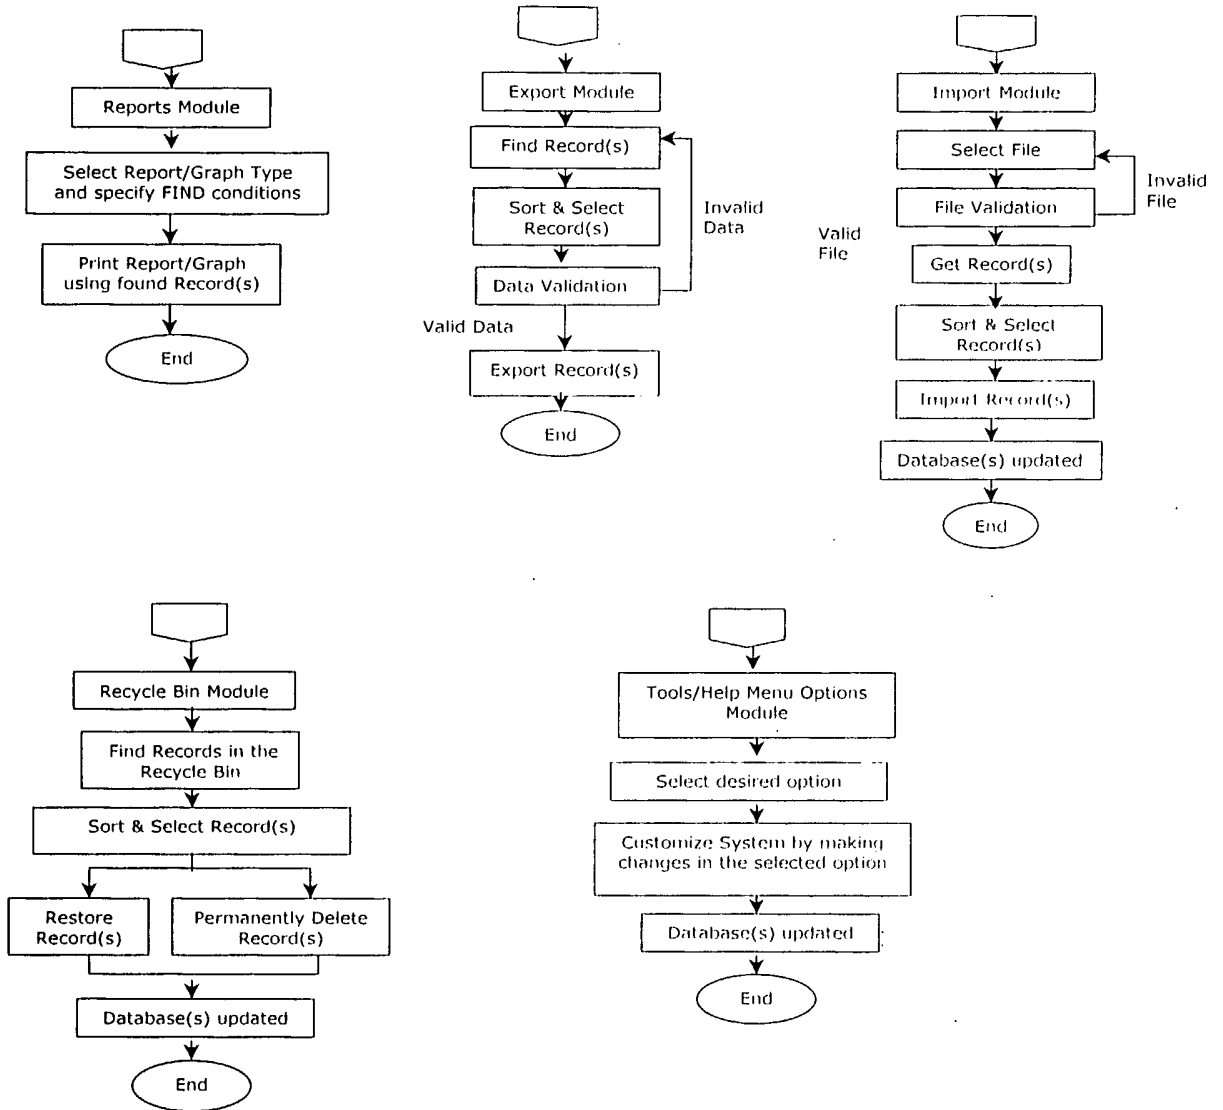 Reports Module
Select Report/Graph Type
and specify FIND conditions
Print Report/Graph
using found Record(s)
End
Export Module
Find Record(s)
Sort & Select
Record(s)
Invalid
Data
Data Validation
Valid Data
Export Record(s)
End
Import Module
Select File
Invalid
File
File Validation
Valid
File
Get Record(s)
Sort & Select
Record(s)
Import Record(s)
Database(s) updated
End
Recycle Bin Module
Find Records in the
Recycle Bin
Sort & Select Record(s)
Restore
Record(s)
Permanently Delete
Record(s)
Database(s) updated
End
Tools/Help Menu Options
Module
Select desired option
Customize System by making
changes in the selected option
Database(s) updated
End